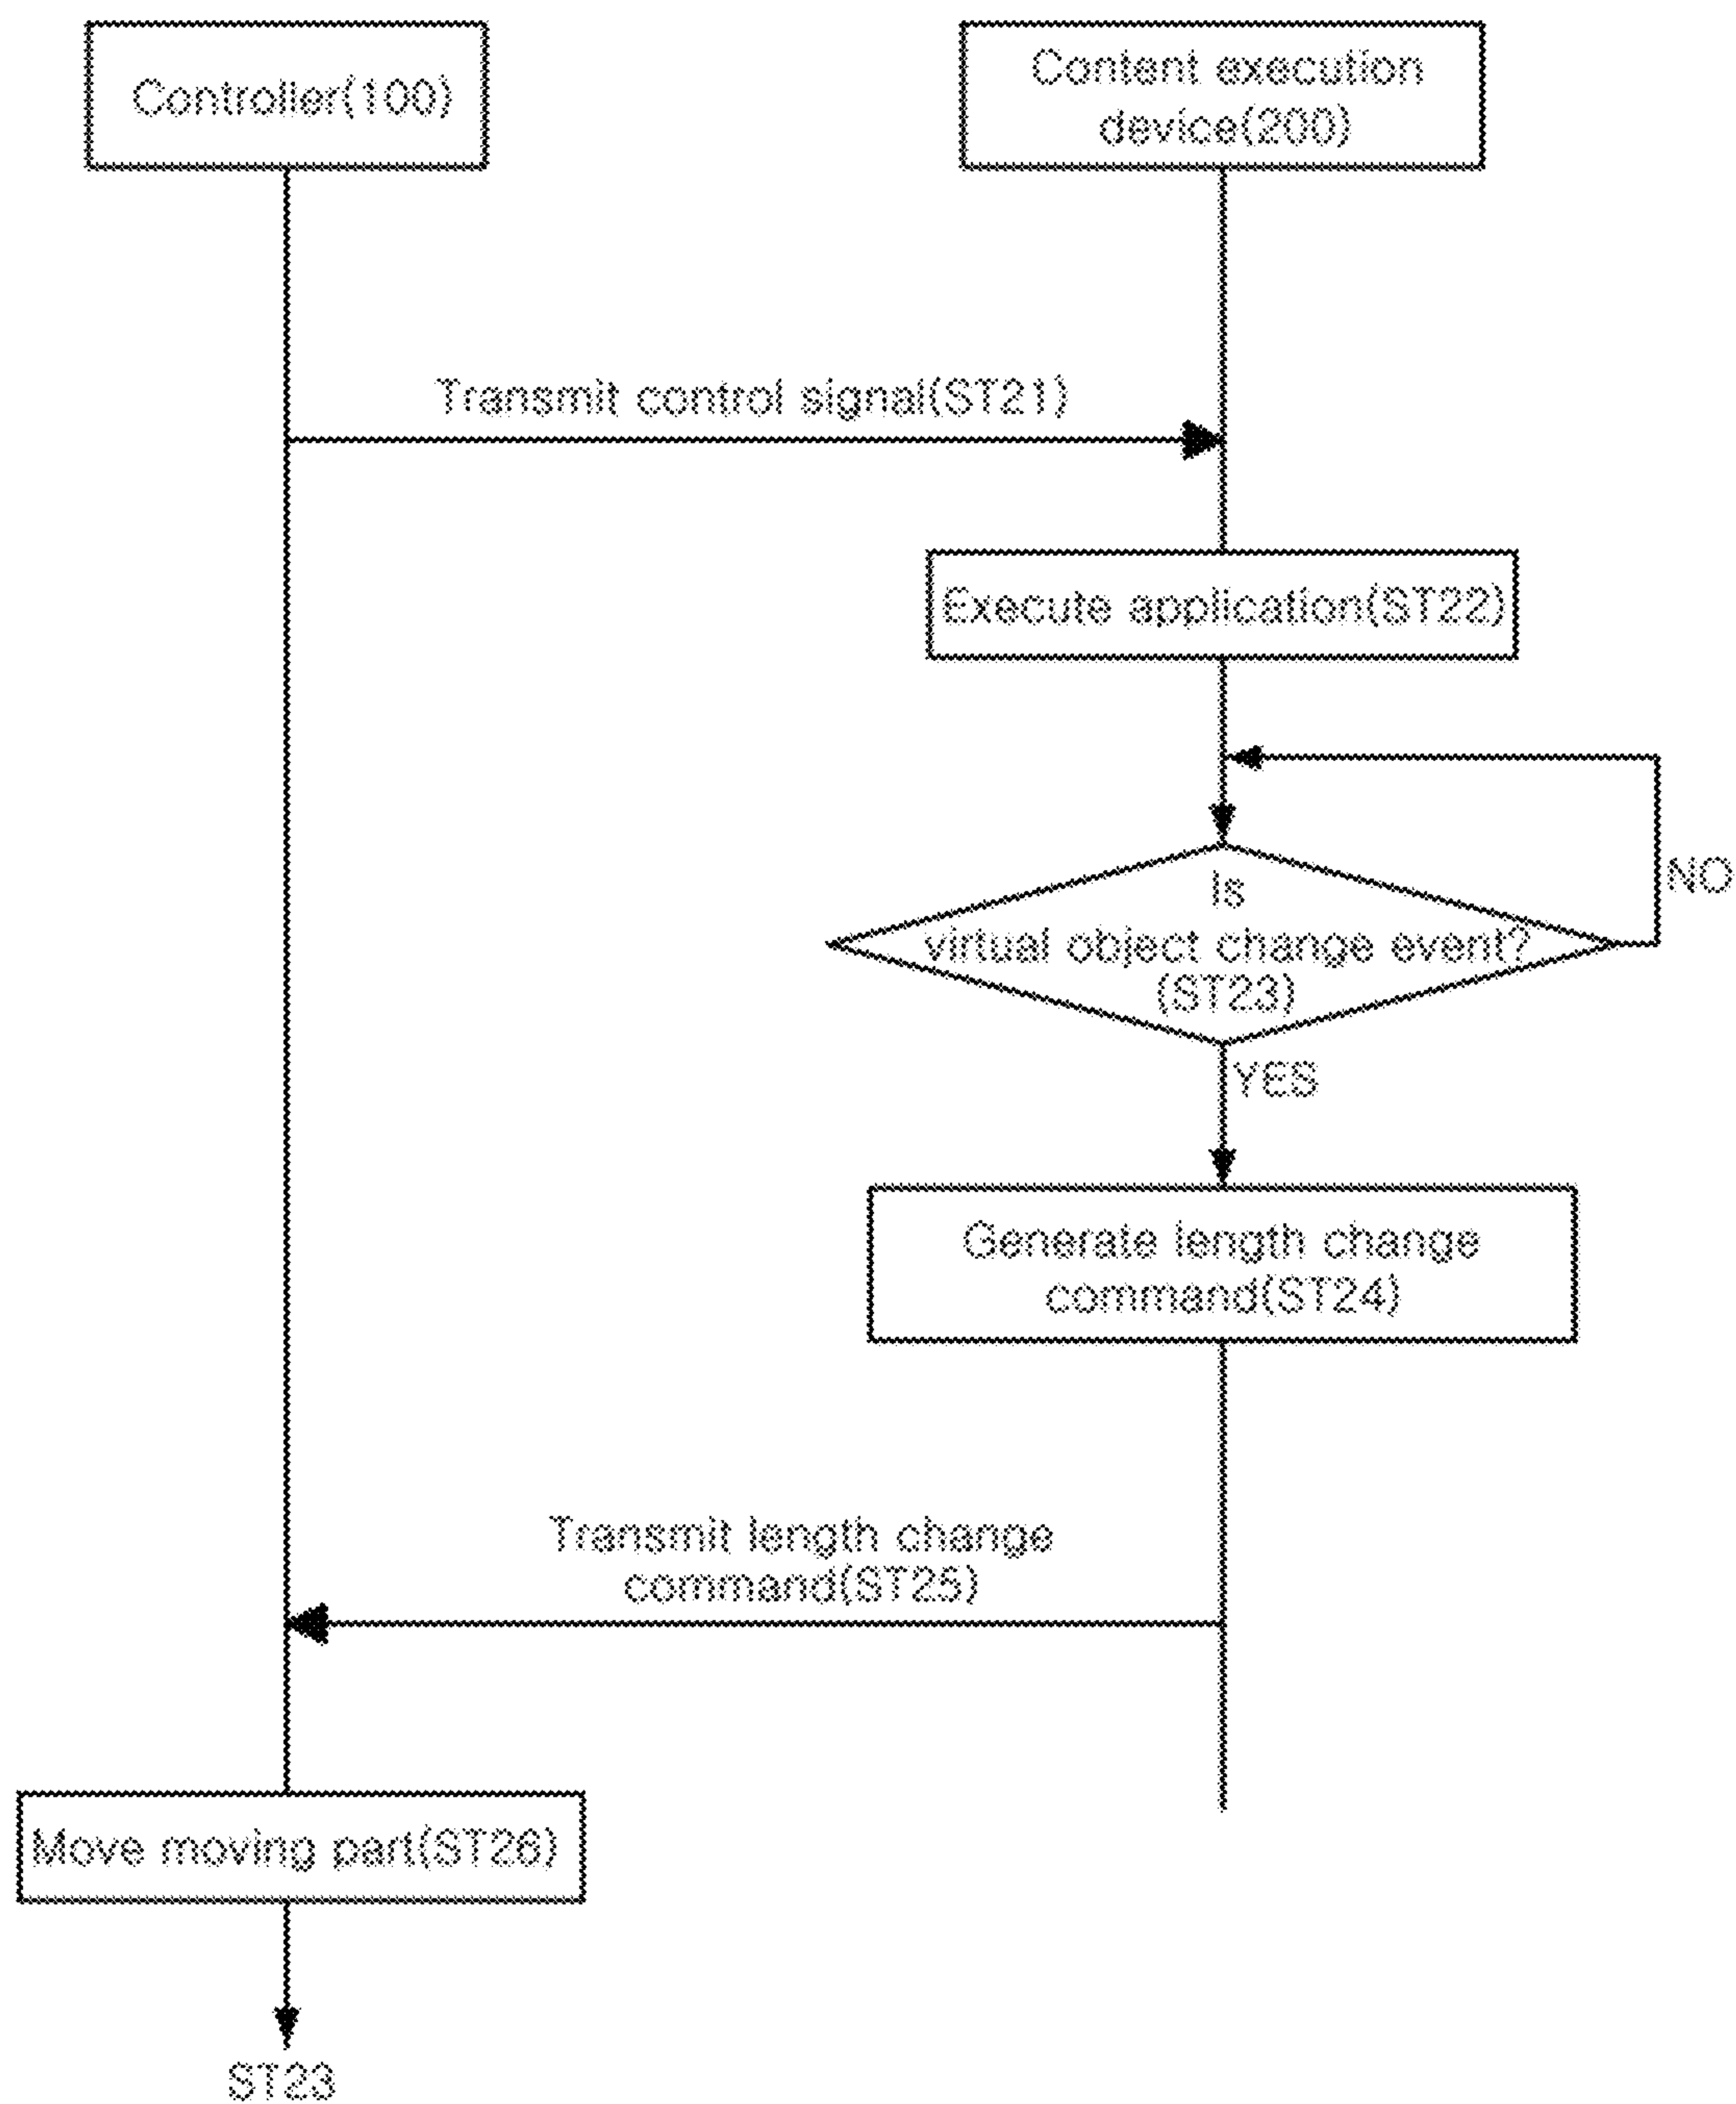 Controller(100)
Content execution
device(200)
Transmit control signal(ST21)
Execute application(ST22)
NO
Is
virtual object change event?
(ST23)
YES
Generate length change
command(ST24)
Transmit length change
command(ST25)
Move moving part(ST26)
ST23